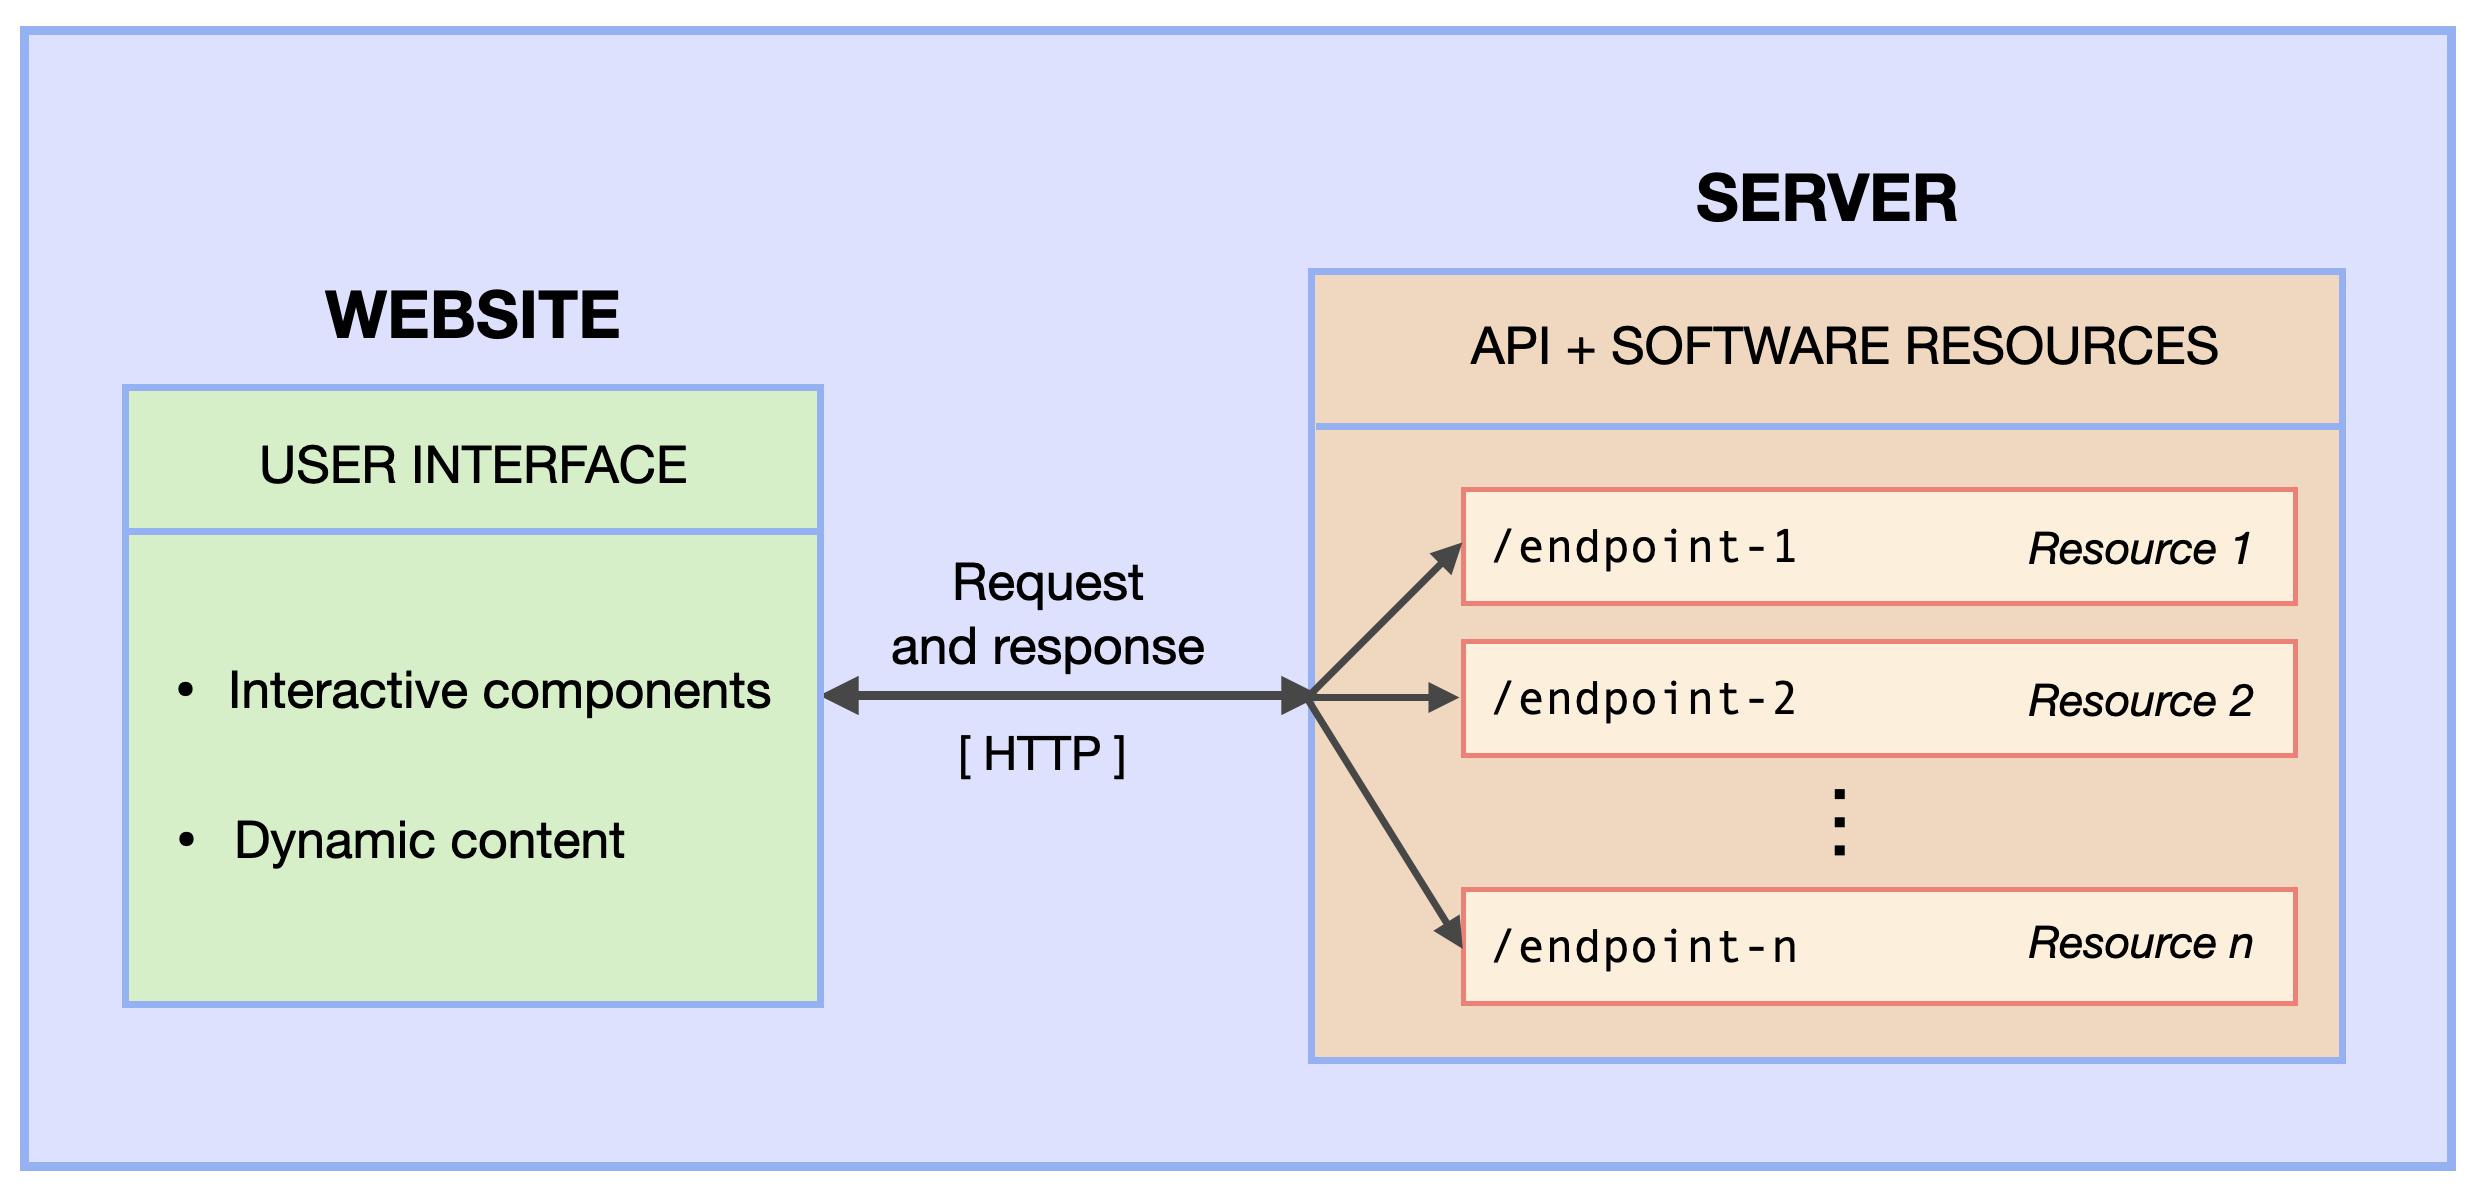 WEBSITE
USER INTERFACE
• Interactive components
• Dynamic content
Request
and response
[ HTTP ]
SERVER
API + SOFTWARE RESOURCES
/endpoint-1 Resource 1
/endpoint-2 Resource 2
/endpoint-n Resource n